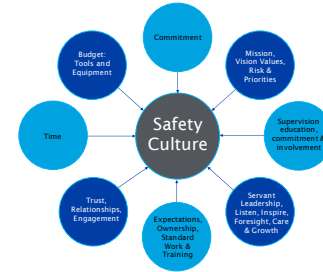 Commitment
Budget:
Tools and
Equipment
Mission,
Vision Values,
Risk &
Priorities
Time
Safety
Culture
Supervision
education,
commitment &
involvement
Trust,
Relationships,
Engagement
Expectations,
Ownership,
Standard
Work &
Training
Servant
Leadership,
Listen, Inspire,
Foresight, Care
& Growth